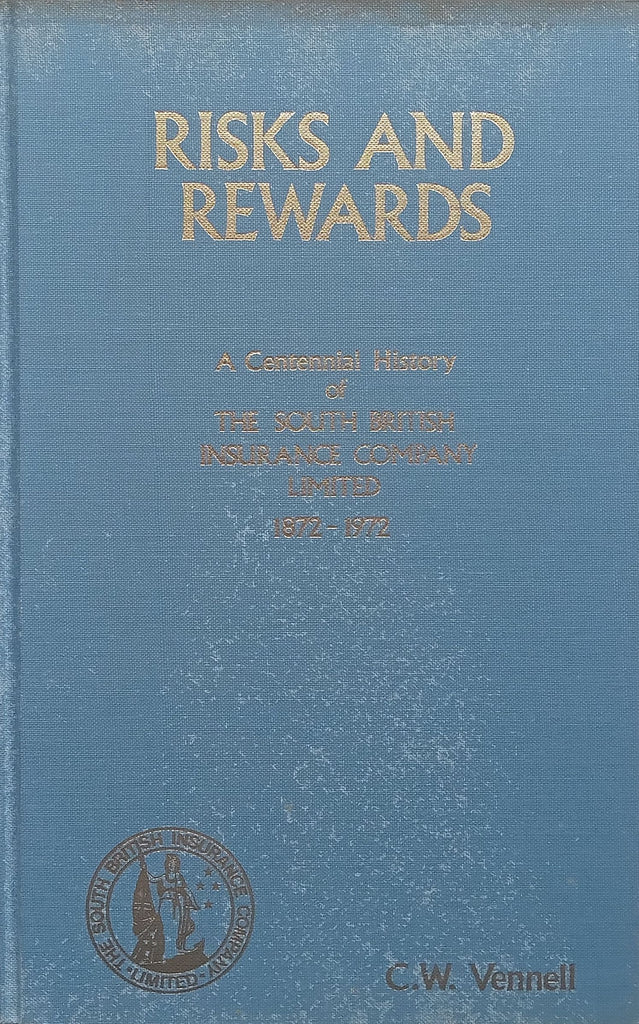 RISKS AND
REWARDS
A Centennial History
of
THE SOUTH BRITISH
INSURANCE COMPANY
LIMITED
1872-1972
THE SOUTH BRITISH INSURANCE COMPANY
·LIMITED·
C.W. Vennell